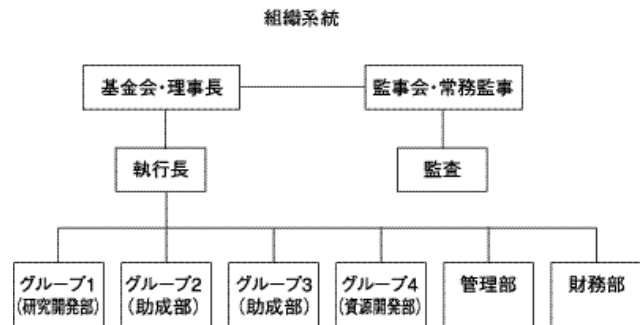 組織系統
基金会・理事長
監事会・常務監事
執行長
監査
グループ1
(研究開発部)
グループ2
(助成部)
グループ3
(助成部)
グループ4
(資源開発部)
管理部
財務部